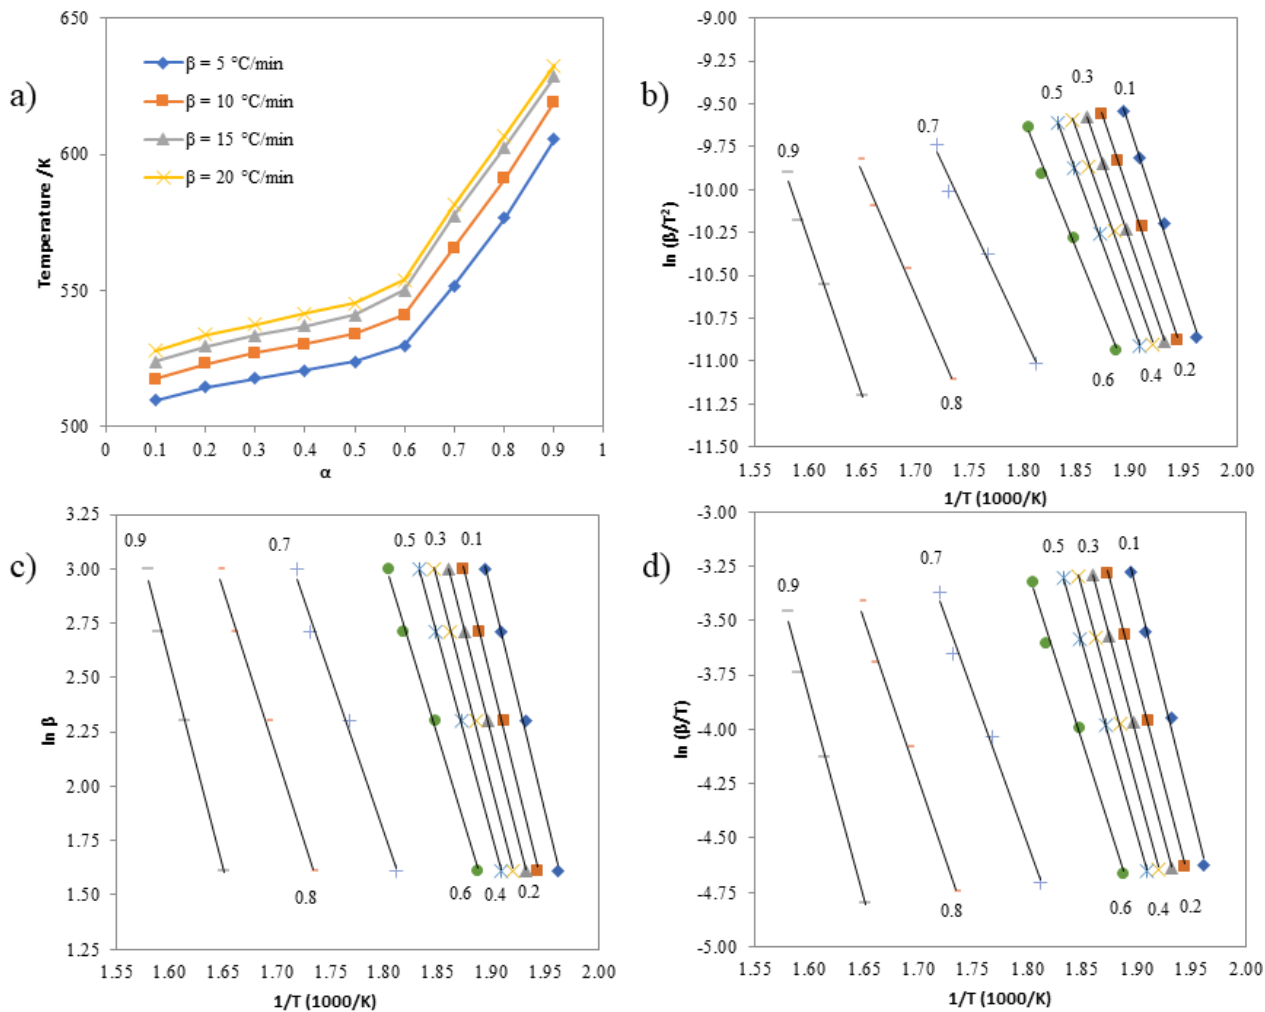 a)
650
600
550
500
Temperature /K
β = 5 °C/min
β = 10 °C/min
β = 15 °C/min
β = 20 °C/min
0 0.1 0.2 0.3 0.4 0.5 0.6 0.7 0.8 0.9 1
α
b)
-9.00
-9.25
-9.50
-9.75
-10.00
-10.25
-10.50
-10.75
-11.00
-11.25
-11.50
ln (β/T²)
0.9 0.7 0.5 0.3 0.1
0.8 0.6 0.4 0.2
1.55 1.60 1.65 1.70 1.75 1.80 1.85 1.90 1.95 2.00
1/T (1000/K)
c)
3.25
3.00
2.75
2.50
2.25
2.00
1.75
1.50
1.25
ln β
0.9 0.7 0.5 0.3 0.1
0.8 0.6 0.4 0.2
1.55 1.60 1.65 1.70 1.75 1.80 1.85 1.90 1.95 2.00
1/T (1000/K)
d)
-3.00
-3.25
-3.50
-3.75
-4.00
-4.25
-4.50
-4.75
-5.00
ln (β/T)
0.9 0.7 0.5 0.3 0.1
0.8 0.6 0.4 0.2
1.55 1.60 1.65 1.70 1.75 1.80 1.85 1.90 1.95 2.00
1/T (1000/K)